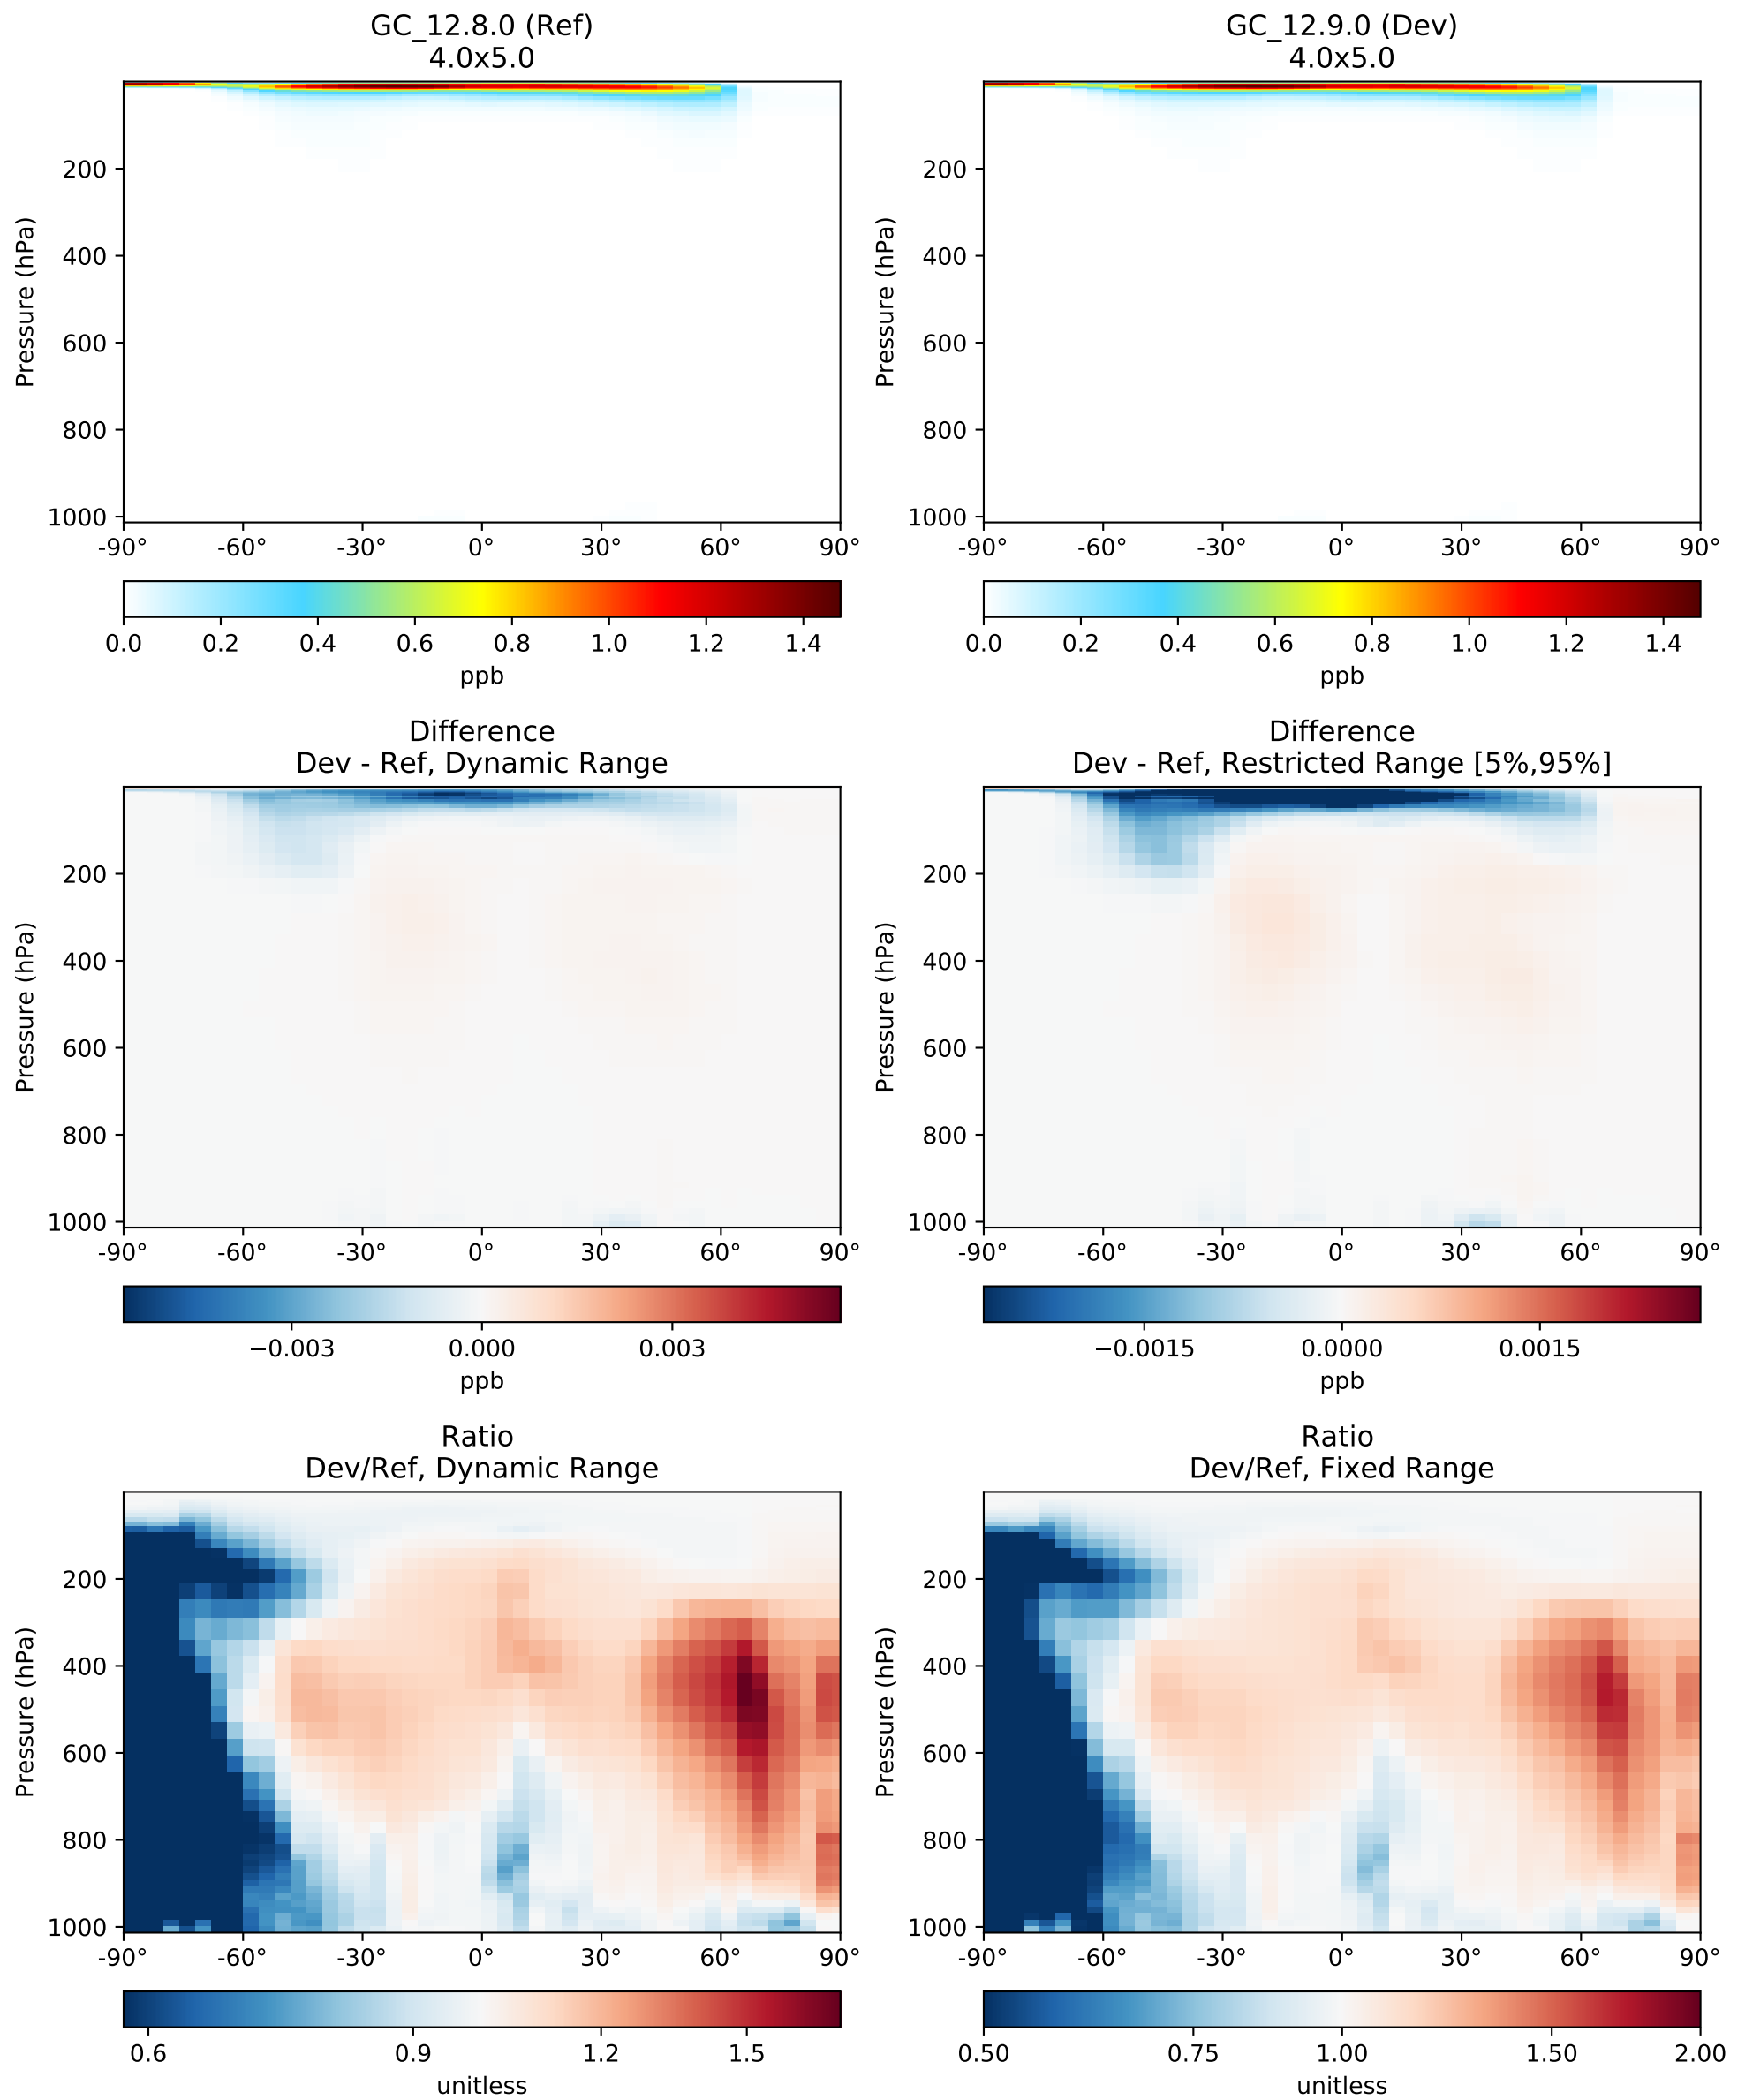 GC_12.8.0 (Ref)
4.0x5.0
Pressure (hPa)
200
400
600
800
1000
-90° -60° -30° 0° 30° 60° 90°
0.0 0.2 0.4 0.6 0.8 1.0 1.2 1.4
ppb
GC_12.9.0 (Dev)
4.0x5.0
Pressure (hPa)
200
400
600
800
1000
-90° -60° -30° 0° 30° 60° 90°
0.0 0.2 0.4 0.6 0.8 1.0 1.2 1.4
ppb
Difference
Dev - Ref, Dynamic Range
Pressure (hPa)
200
400
600
800
1000
-90° -60° -30° 0° 30° 60° 90°
−0.003 0.000 0.003
ppb
Difference
Dev - Ref, Restricted Range [5%,95%]
Pressure (hPa)
200
400
600
800
1000
-90° -60° -30° 0° 30° 60° 90°
−0.0015 0.0000 0.0015
ppb
Ratio
Dev/Ref, Dynamic Range
Pressure (hPa)
200
400
600
800
1000
-90° -60° -30° 0° 30° 60° 90°
0.6 0.9 1.2 1.5
unitless
Ratio
Dev/Ref, Fixed Range
Pressure (hPa)
200
400
600
800
1000
-90° -60° -30° 0° 30° 60° 90°
0.50 0.75 1.00 1.50 2.00
unitless